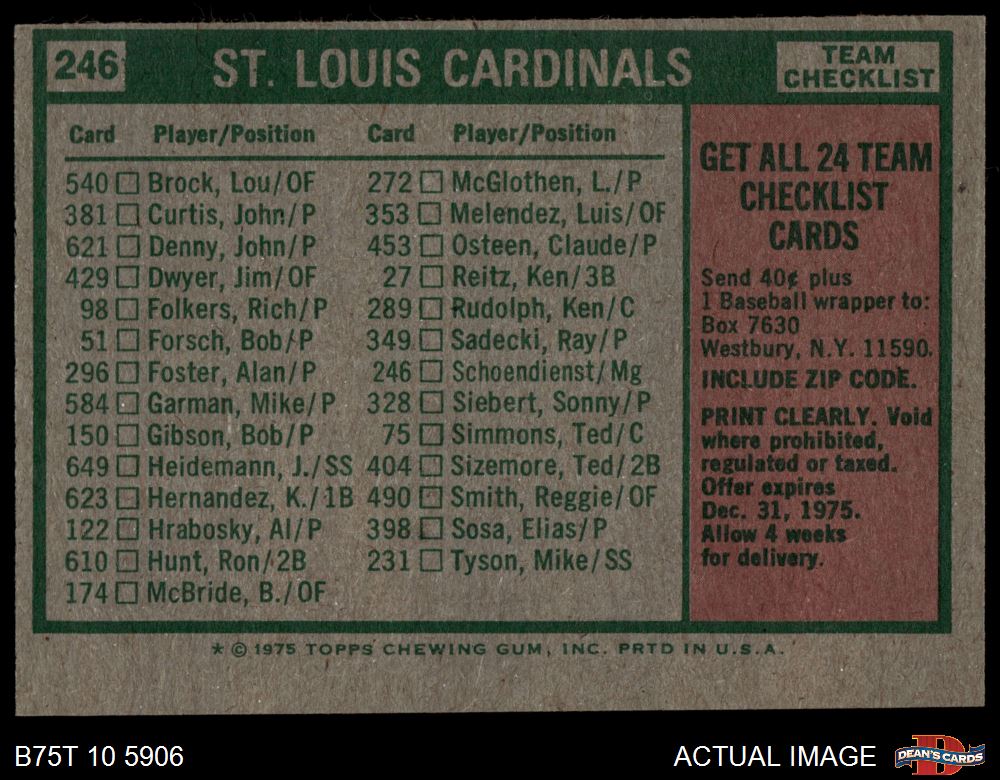 246 ST. LOUIS CARDINALS TEAM CHECKLIST
Card Player/Position
540 Brock, Lou/OF
381 Curtis, John/P
621 Denny, John/P
429 Dwyer, Jim/OF
98 Folkers, Rich/P
51 Forsch, Bob/P
296 Foster, Alan/P
584 Garman, Mike/P
150 Gibson, Bob/P
649 Heidemann, J./SS
623 Hernandez, K./1B
122 Hrabosky, Al/P
610 Hunt, Ron/2B
174 McBride, B./OF
Card Player/Position
272 McGlothen, L./P
353 Melendez, Luis/OF
453 Osteen, Claude/P
27 Reitz, Ken/3B
289 Rudolph, Ken/C
349 Sadecki, Ray/P
246 Schoendienst/Mg
328 Siebert, Sonny/P
75 Simmons, Ted/C
404 Sizemore, Ted/2B
490 Smith, Reggie/OF
398 Sosa, Elias/P
231 Tyson, Mike/SS
GET ALL 24 TEAM
CHECKLIST
CARDS
Send 40¢ plus
1 Baseball wrapper to:
Box 7630
Westbury, N.Y. 11590.
INCLUDE ZIP CODE.
PRINT CLEARLY. Void
where prohibited,
regulated or taxed.
Offer expires
Dec. 31, 1975.
Allow 4 weeks
for delivery.
* © 1975 TOPPS CHEWING GUM, INC. PRTD IN U.S.A.
B75T 10 5906
ACTUAL IMAGE
DEAN'S CARDS